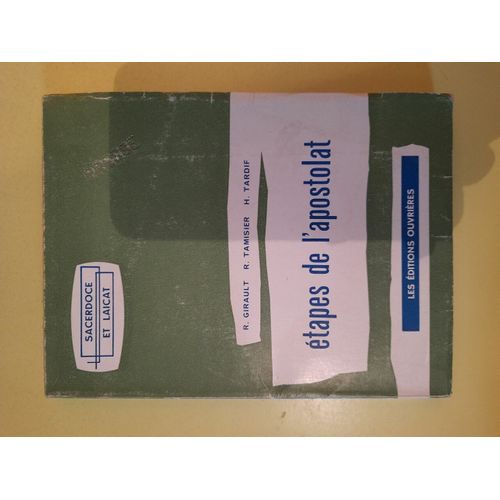 SACERDOCE
ET LAICAT
R. GIRAULT R. TAMISIER H. TARDIF
étapes de l'apostolat
LES ÉDITIONS OUVRIÈRES